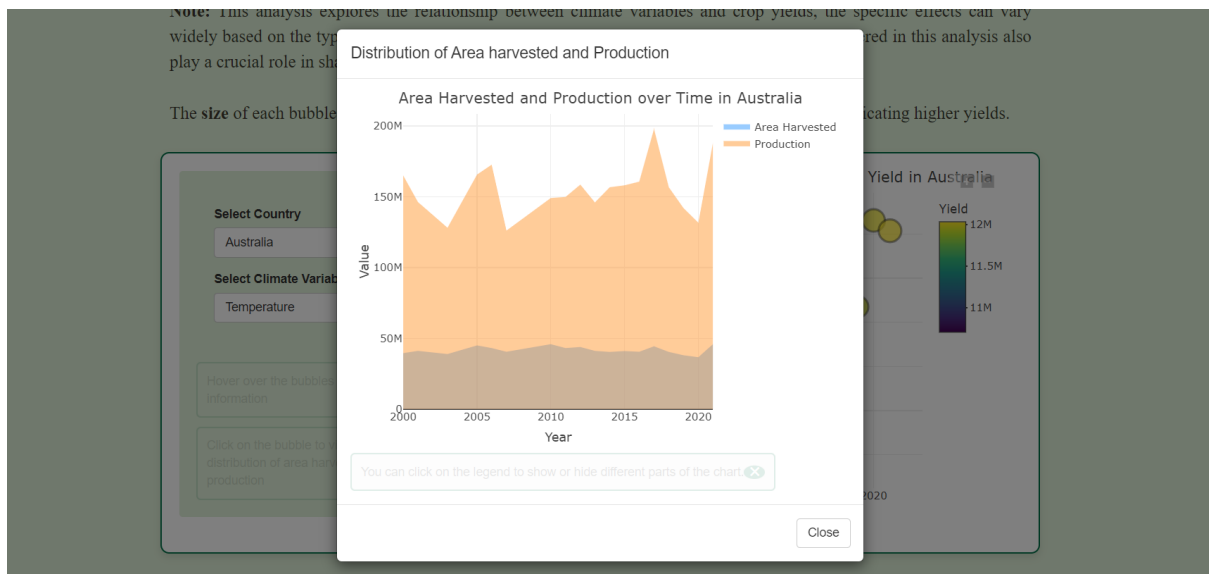 Note: This analysis explores the relationship between climate variables and crop yields, the specific effects can vary
widely based on the typ
ered in this analysis also
play a crucial role in sha
The size of each bubble
icating higher yields.
Distribution of Area harvested and Production
Area Harvested and Production over Time in Australia
Area Harvested
Production
200M
150M
100M
50M
0
Value
2000
2005
2010
2015
2020
Year
You can click on the legend to show or hide different parts of the chart.
Close
Select Country
Australia
Select Climate Variab
Temperature
Hover over the bubbles
information
Click on the bubble to v
distribution of area harv
production
Yield in Australia
Yield
12M
11.5M
11M
2020